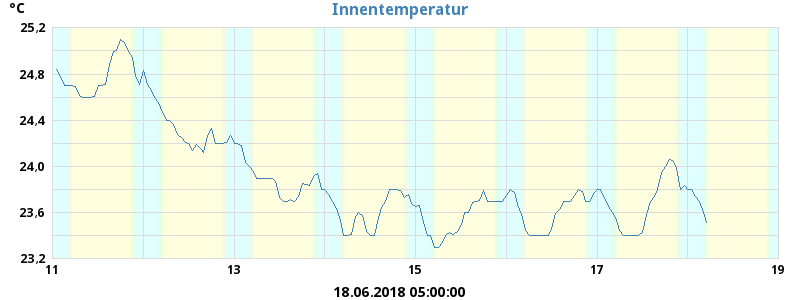 Innentemperatur
°C
25,2
24,8
24,4
24,0
23,6
23,2
11 13 15 17 19
18.06.2018 05:00:00